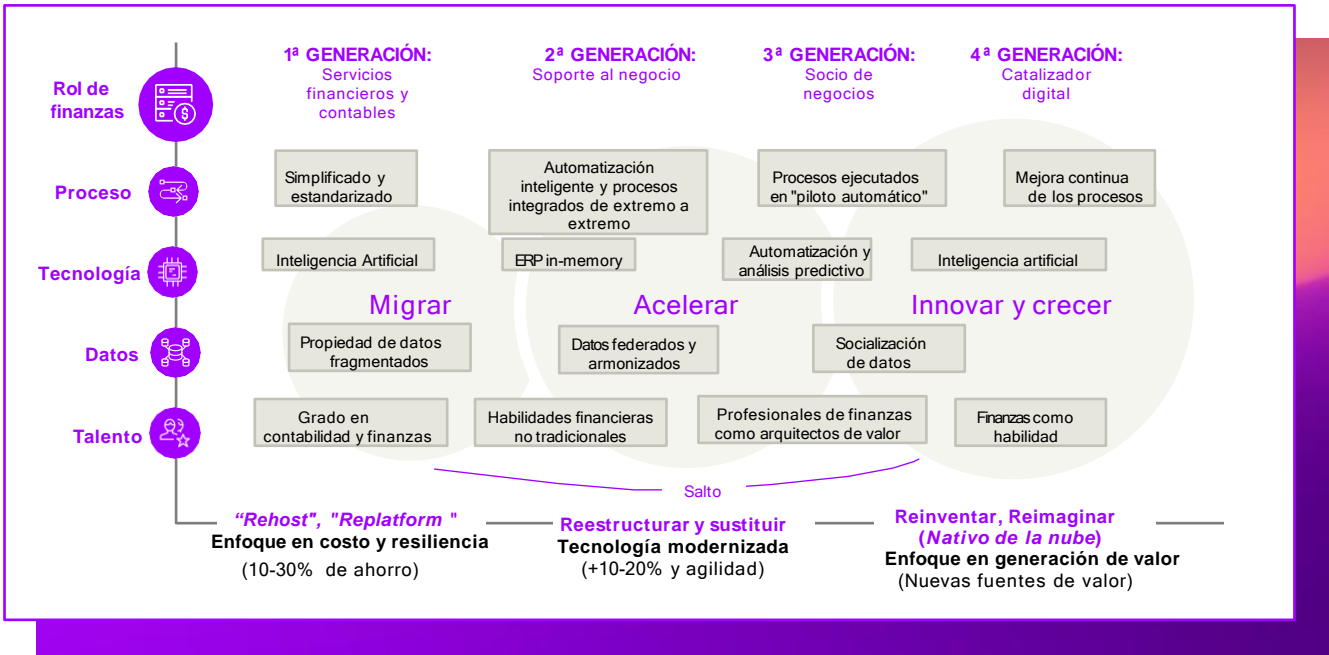 Rol de
finanzas
1ª GENERACIÓN:
Servicios
financieros y
contables
2ª GENERACIÓN:
Soporte al negocio
3ª GENERACIÓN:
Socio de
negocios
4ª GENERACIÓN:
Catalizador
digital
Proceso
Simplificado y
estandarizado
Automatización
inteligente y procesos
integrados de extremo a
extremo
Procesos ejecutados
en "piloto automático"
Mejora continua
de los procesos
Tecnología
Inteligencia Artificial
ERP in-memory
Automatización y
análisis predictivo
Inteligencia artificial
Migrar
Acelerar
Innovar y crecer
Datos
Propiedad de datos
fragmentados
Datos federados y
armonizados
Socialización
de datos
Talento
Grado en
contabilidad y finanzas
Habilidades financieras
no tradicionales
Profesionales de finanzas
como arquitectos de valor
Finanzas como
habilidad
Salto
“Rehost", "Replatform "
Enfoque en costo y resiliencia
(10-30% de ahorro)
Reestructurar y sustituir
Tecnología modernizada
(+10-20% y agilidad)
Reinventar, Reimaginar
(Nativo de la nube)
Enfoque en generación de valor
(Nuevas fuentes de valor)